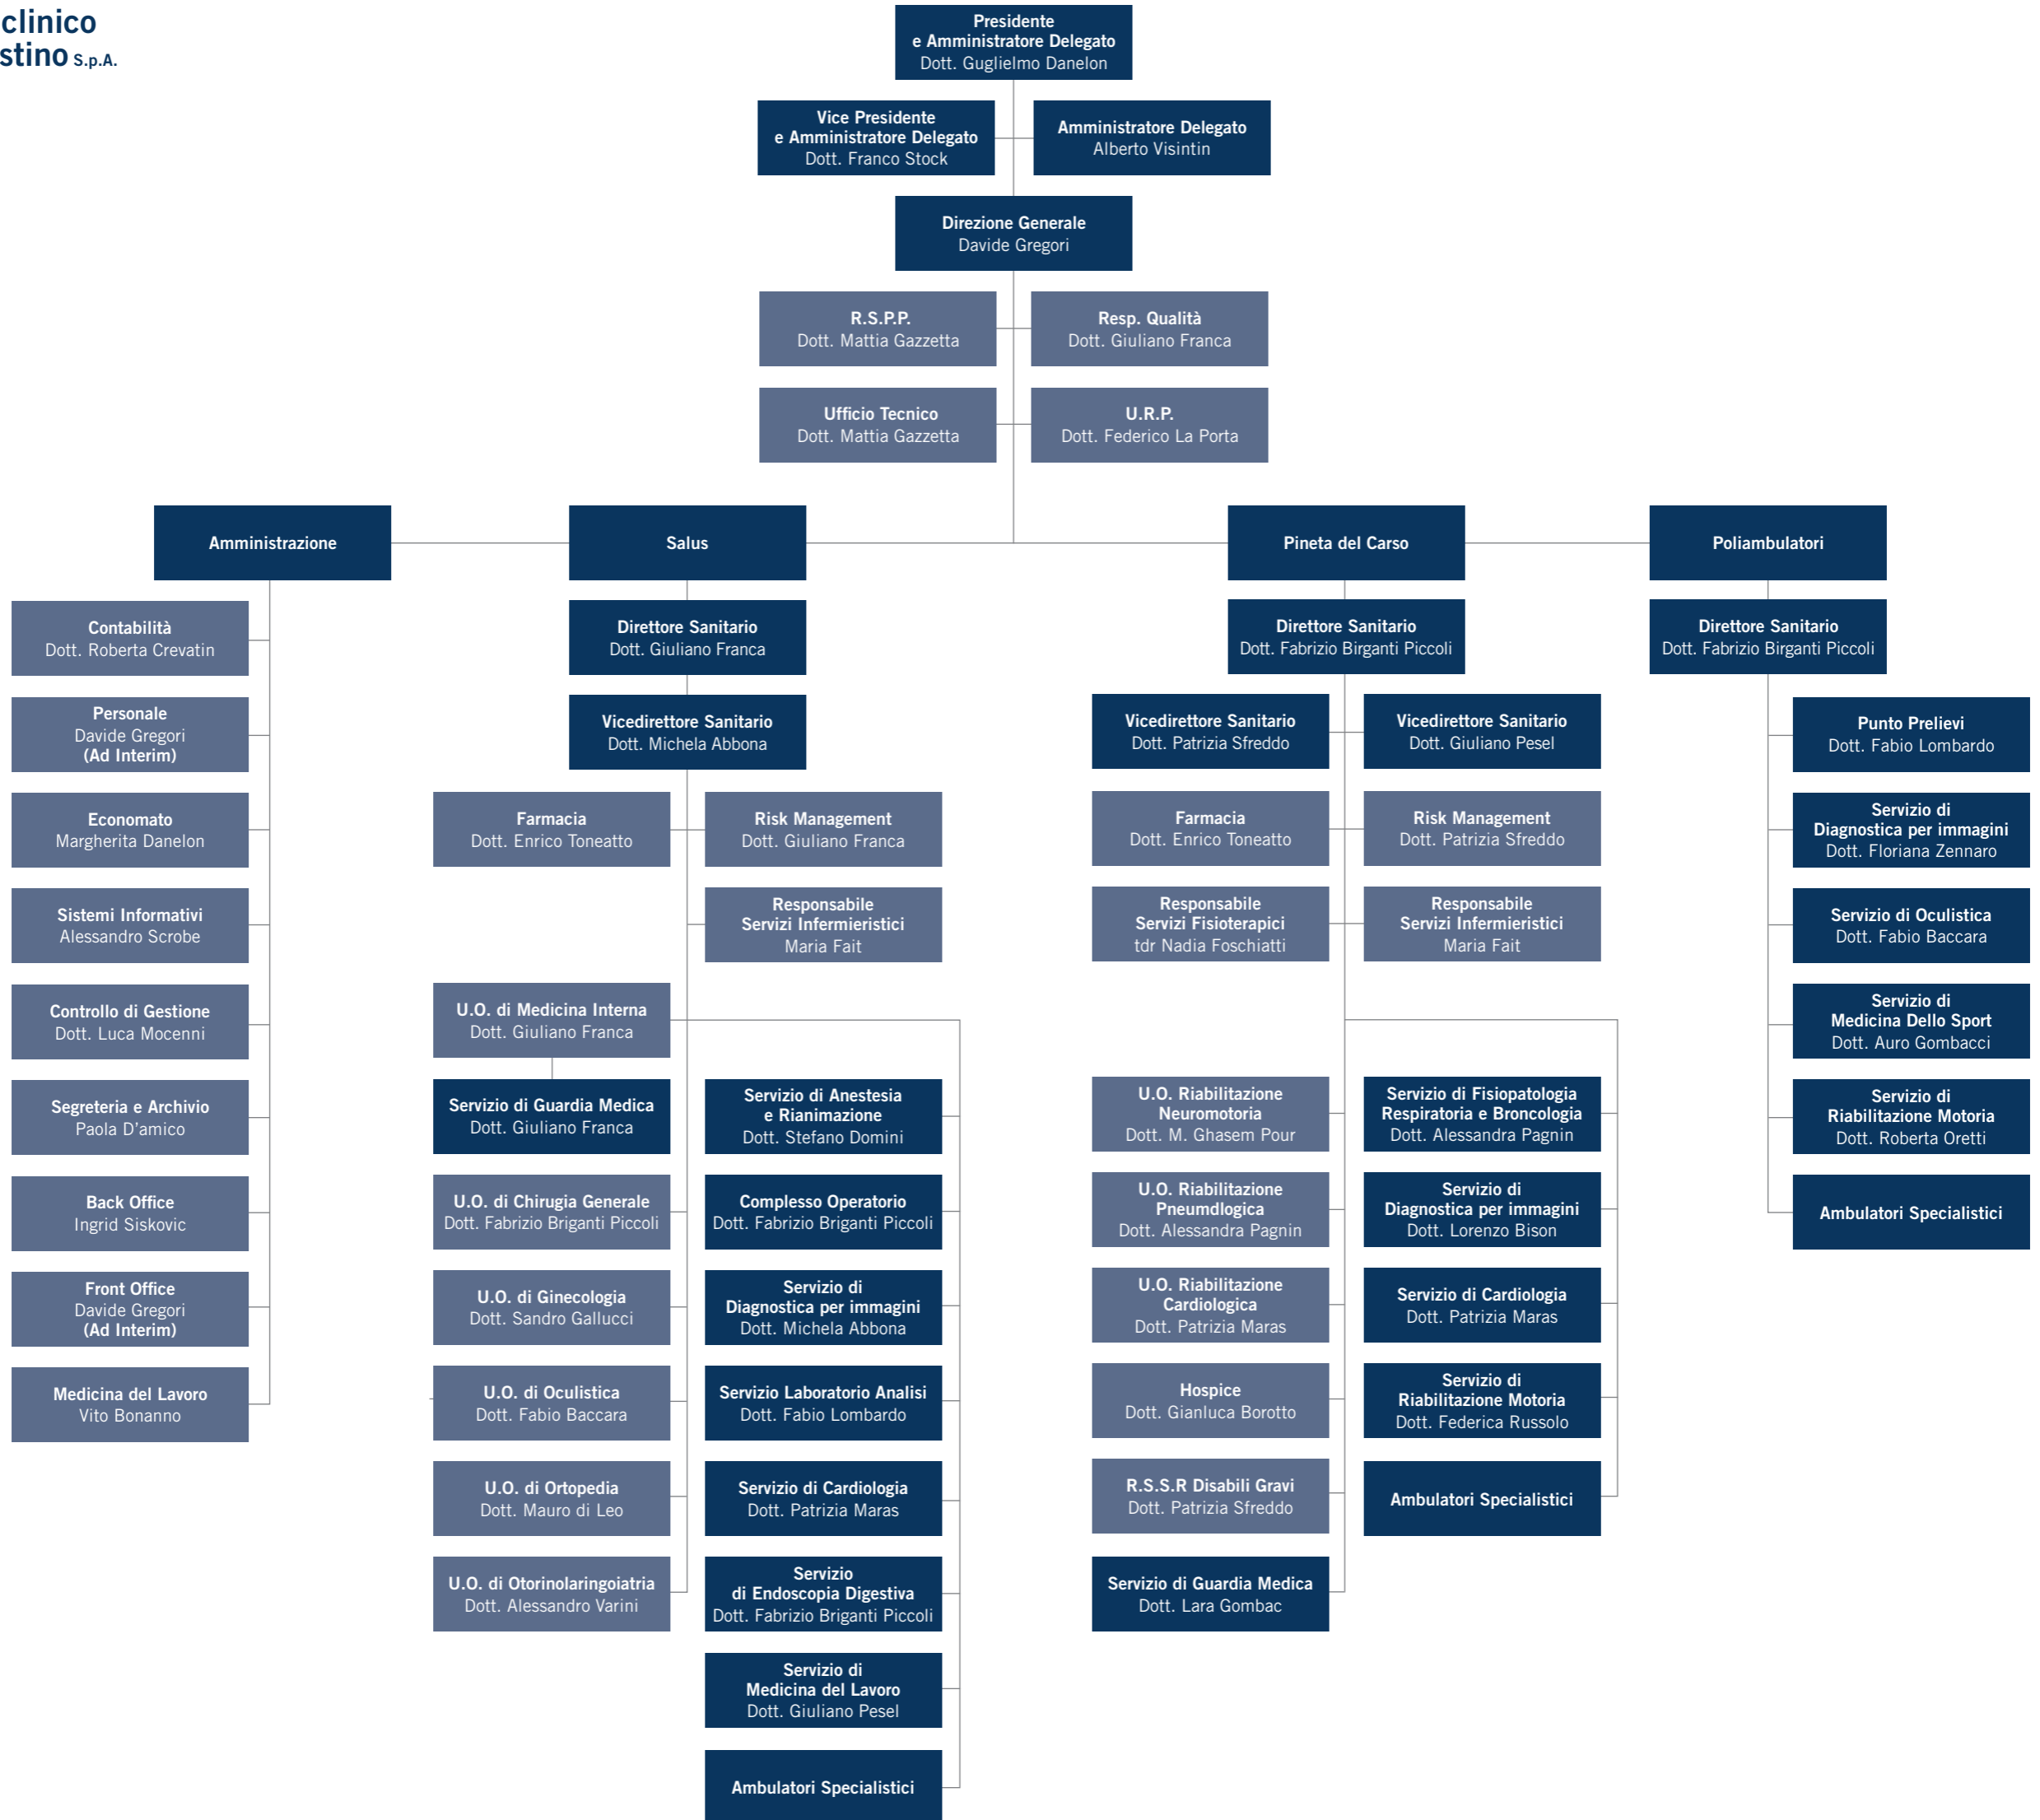 clinico
stino S.p.A.
Presidente
e Amministratore Delegato
Dott. Guglielmo Danelon
Vice Presidente
e Amministratore Delegato
Dott. Franco Stock
Amministratore Delegato
Alberto Visintin
Direzione Generale
Davide Gregori
R.S.P.P.
Dott. Mattia Gazzetta
Resp. Qualità
Dott. Giuliano Franca
Ufficio Tecnico
Dott. Mattia Gazzetta
U.R.P.
Dott. Federico La Porta
Amministrazione
Contabilità
Dott. Roberta Crevatin
Personale
Davide Gregori
(Ad Interim)
Economato
Margherita Danelon
Sistemi Informativi
Alessandro Scrobe
Controllo di Gestione
Dott. Luca Mocenni
Segreteria e Archivio
Paola D'amico
Back Office
Ingrid Siskovic
Front Office
Davide Gregori
(Ad Interim)
Medicina del Lavoro
Vito Bonanno
Salus
Direttore Sanitario
Dott. Giuliano Franca
Vicedirettore Sanitario
Dott. Michela Abbona
Farmacia
Dott. Enrico Toneatto
Risk Management
Dott. Giuliano Franca
Responsabile
Servizi Infermieristici
Maria Fait
U.O. di Medicina Interna
Dott. Giuliano Franca
Servizio di Guardia Medica
Dott. Giuliano Franca
U.O. di Chirugia Generale
Dott. Fabrizio Briganti Piccoli
U.O. di Ginecologia
Dott. Sandro Gallucci
U.O. di Oculistica
Dott. Fabio Baccara
U.O. di Ortopedia
Dott. Mauro di Leo
U.O. di Otorinolaringoiatria
Dott. Alessandro Varini
Servizio di Anestesia
e Rianimazione
Dott. Stefano Domini
Complesso Operatorio
Dott. Fabrizio Briganti Piccoli
Servizio di
Diagnostica per immagini
Dott. Michela Abbona
Servizio Laboratorio Analisi
Dott. Fabio Lombardo
Servizio di Cardiologia
Dott. Patrizia Maras
Servizio
di Endoscopia Digestiva
Dott. Fabrizio Briganti Piccoli
Servizio di
Medicina del Lavoro
Dott. Giuliano Pesel
Ambulatori Specialistici
Pineta del Carso
Direttore Sanitario
Dott. Fabrizio Birganti Piccoli
Vicedirettore Sanitario
Dott. Patrizia Sfreddo
Vicedirettore Sanitario
Dott. Giuliano Pesel
Farmacia
Dott. Enrico Toneatto
Risk Management
Dott. Patrizia Sfreddo
Responsabile
Servizi Fisioterapici
tdr Nadia Foschiatti
Responsabile
Servizi Infermieristici
Maria Fait
U.O. Riabilitazione
Neuromotoria
Dott. M. Ghasem Pour
U.O. Riabilitazione
Pneumdlogica
Dott. Alessandra Pagnin
U.O. Riabilitazione
Cardiologica
Dott. Patrizia Maras
Hospice
Dott. Gianluca Borotto
R.S.S.R Disabili Gravi
Dott. Patrizia Sfreddo
Servizio di Guardia Medica
Dott. Lara Gombac
Servizio di Fisiopatologia
Respiratoria e Broncologia
Dott. Alessandra Pagnin
Servizio di
Diagnostica per immagini
Dott. Lorenzo Bison
Servizio di Cardiologia
Dott. Patrizia Maras
Servizio di
Riabilitazione Motoria
Dott. Federica Russolo
Ambulatori Specialistici
Poliambulatori
Direttore Sanitario
Dott. Fabrizio Birganti Piccoli
Punto Prelievi
Dott. Fabio Lombardo
Servizio di
Diagnostica per immagini
Dott. Floriana Zennaro
Servizio di Oculistica
Dott. Fabio Baccara
Servizio di
Medicina Dello Sport
Dott. Auro Gombacci
Servizio di
Riabilitazione Motoria
Dott. Roberta Oretti
Ambulatori Specialistici